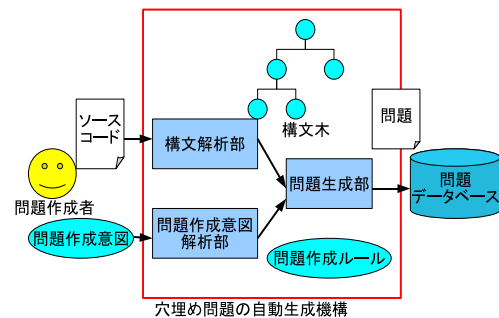 ソース
コード
構文木
問題
構文解析部
問題作成者
問題生成部
問題
データベース
問題作成意図
問題作成意図
解析部
問題作成ルール
穴埋め問題の自動生成機構